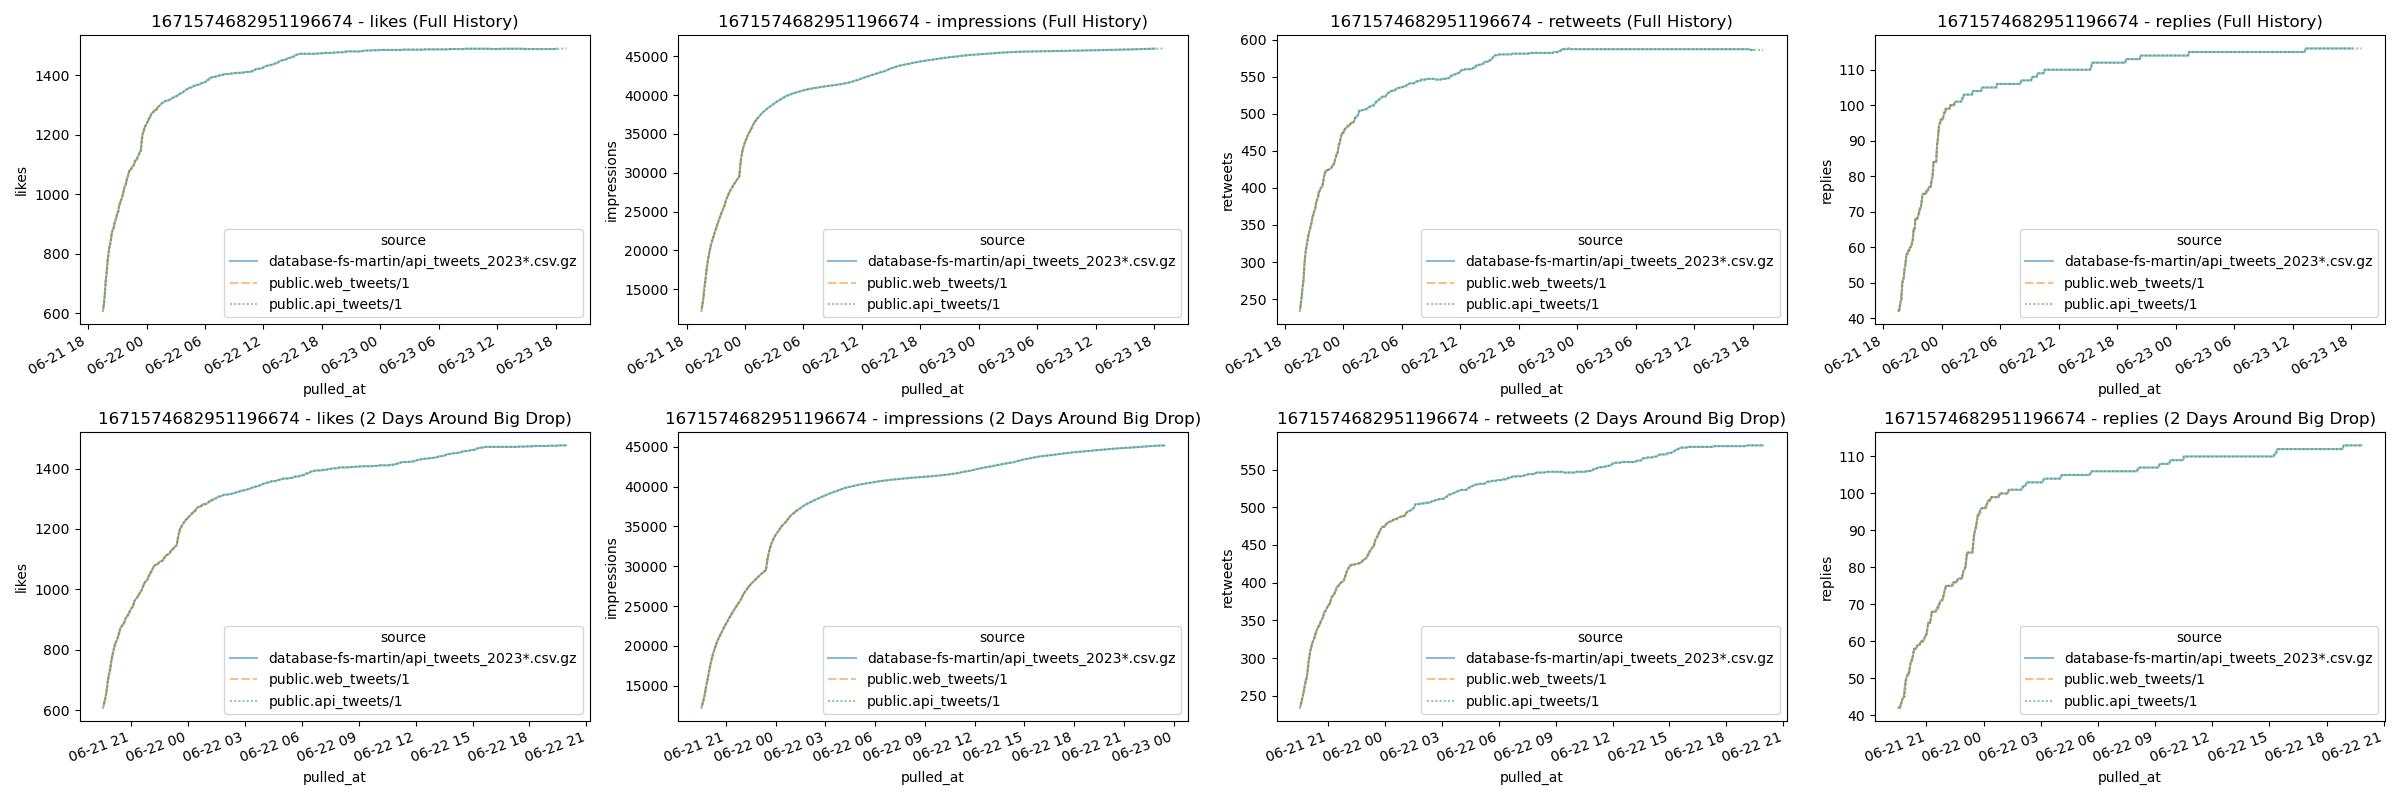 1671574682951196674 - likes (Full History)
likes
1400
1200
1000
800
600
source
database-fs-martin/api_tweets_2023*.csv.gz
public.web_tweets/1
public.api_tweets/1
06-21 18
06-22 00
06-22 06
06-22 12
06-22 18
06-23 00
06-23 06
06-23 12
06-23 18
pulled_at
1671574682951196674 - impressions (Full History)
impressions
45000
40000
35000
30000
25000
20000
15000
source
database-fs-martin/api_tweets_2023*.csv.gz
public.web_tweets/1
public.api_tweets/1
06-21 18
06-22 00
06-22 06
06-22 12
06-22 18
06-23 00
06-23 06
06-23 12
06-23 18
pulled_at
1671574682951196674 - retweets (Full History)
retweets
600
550
500
450
400
350
300
250
source
database-fs-martin/api_tweets_2023*.csv.gz
public.web_tweets/1
public.api_tweets/1
06-21 18
06-22 00
06-22 06
06-22 12
06-22 18
06-23 00
06-23 06
06-23 12
06-23 18
pulled_at
1671574682951196674 - replies (Full History)
replies
110
100
90
80
70
60
50
40
source
database-fs-martin/api_tweets_2023*.csv.gz
public.web_tweets/1
public.api_tweets/1
06-21 18
06-22 00
06-22 06
06-22 12
06-22 18
06-23 00
06-23 06
06-23 12
06-23 18
pulled_at
1671574682951196674 - likes (2 Days Around Big Drop)
likes
1400
1200
1000
800
600
source
database-fs-martin/api_tweets_2023*.csv.gz
public.web_tweets/1
public.api_tweets/1
06-21 21
06-22 00
06-22 03
06-22 06
06-22 09
06-22 12
06-22 15
06-22 18
06-22 21
pulled_at
1671574682951196674 - impressions (2 Days Around Big Drop)
impressions
45000
40000
35000
30000
25000
20000
15000
source
database-fs-martin/api_tweets_2023*.csv.gz
public.web_tweets/1
public.api_tweets/1
06-21 21
06-22 00
06-22 03
06-22 06
06-22 09
06-22 12
06-22 15
06-22 18
06-22 21
06-23 00
pulled_at
1671574682951196674 - retweets (2 Days Around Big Drop)
retweets
550
500
450
400
350
300
250
source
database-fs-martin/api_tweets_2023*.csv.gz
public.web_tweets/1
public.api_tweets/1
06-21 21
06-22 00
06-22 03
06-22 06
06-22 09
06-22 12
06-22 15
06-22 18
06-22 21
pulled_at
1671574682951196674 - replies (2 Days Around Big Drop)
replies
110
100
90
80
70
60
50
40
source
database-fs-martin/api_tweets_2023*.csv.gz
public.web_tweets/1
public.api_tweets/1
06-21 21
06-22 00
06-22 03
06-22 06
06-22 09
06-22 12
06-22 15
06-22 18
06-22 21
pulled_at